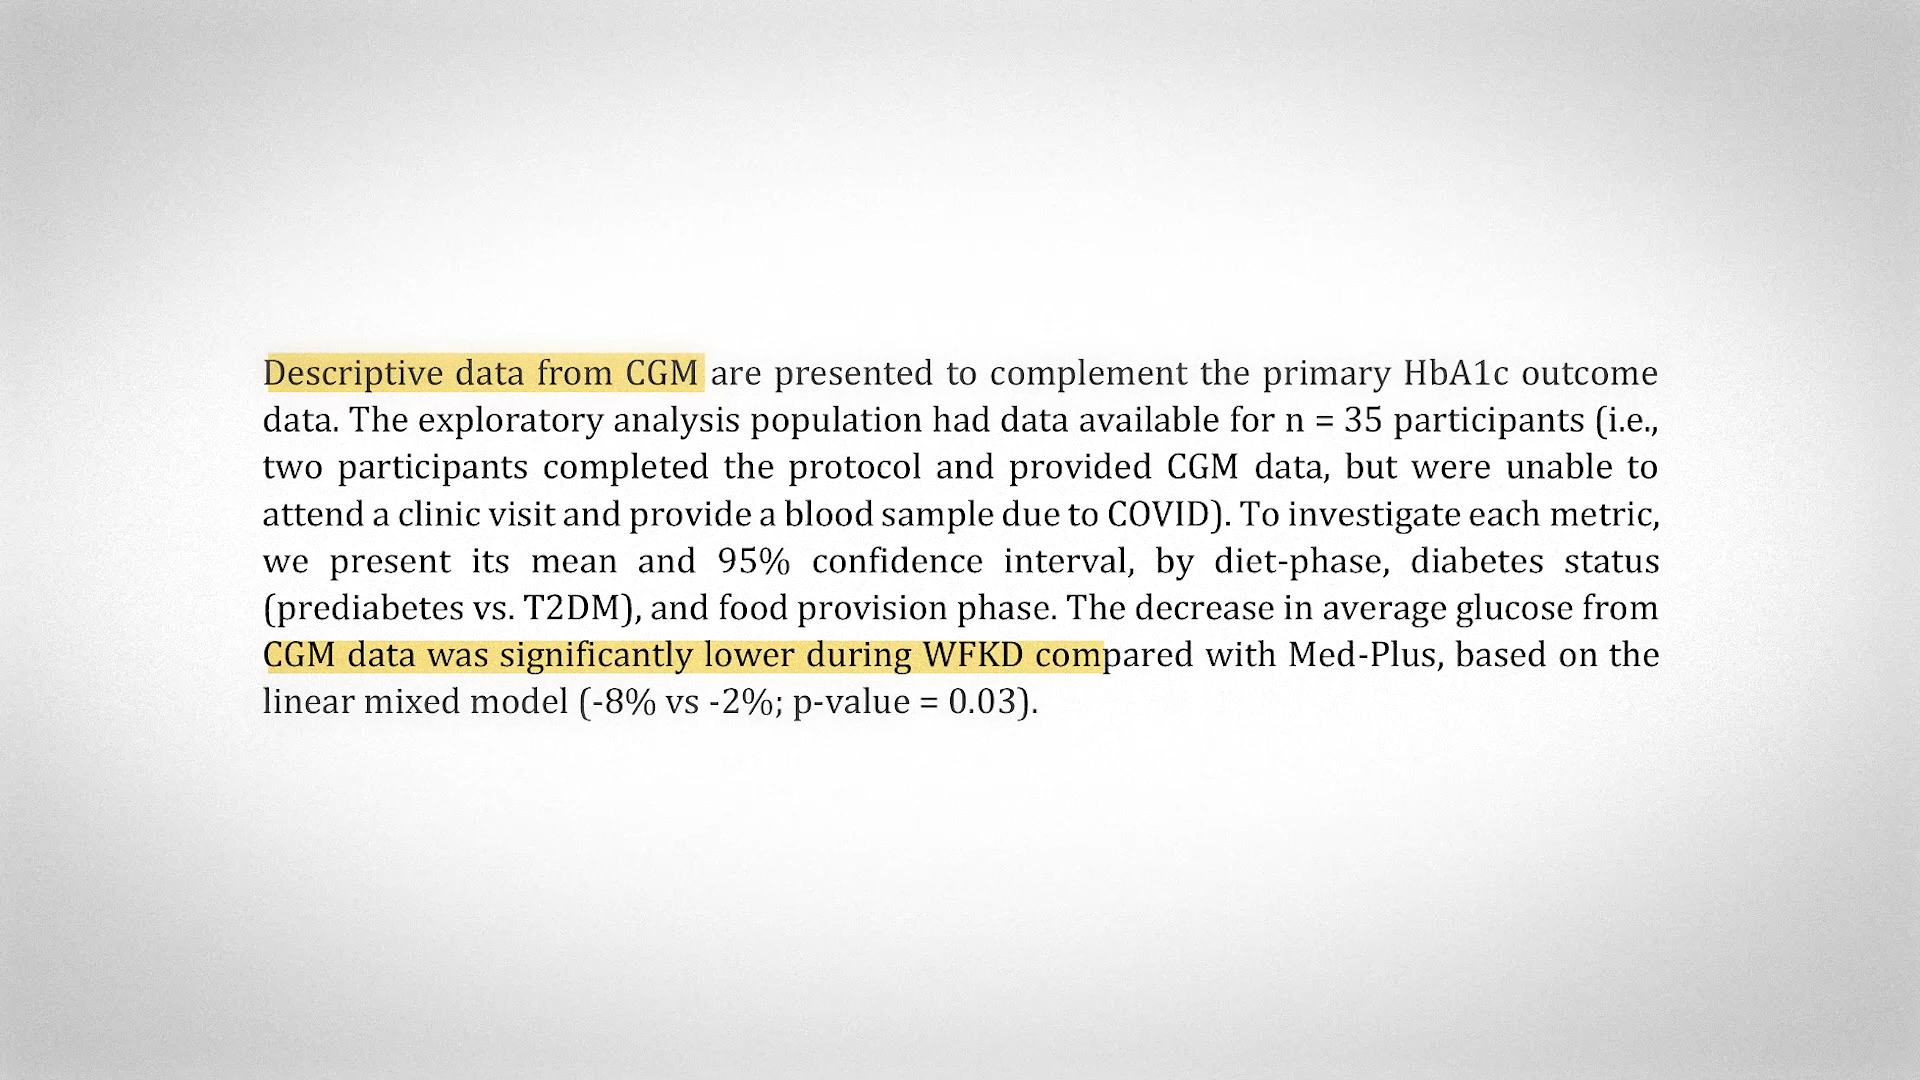 Descriptive data from CGM are presented to complement the primary HbA1c outcome
data. The exploratory analysis population had data available for n = 35 participants (i.e.,
two participants completed the protocol and provided CGM data, but were unable to
attend a clinic visit and provide a blood sample due to COVID). To investigate each metric,
we present its mean and 95% confidence interval, by diet-phase, diabetes status
(prediabetes vs. T2DM), and food provision phase. The decrease in average glucose from
CGM data was significantly lower during WFKD compared with Med-Plus, based on the
linear mixed model (-8% vs -2%; p-value = 0.03).